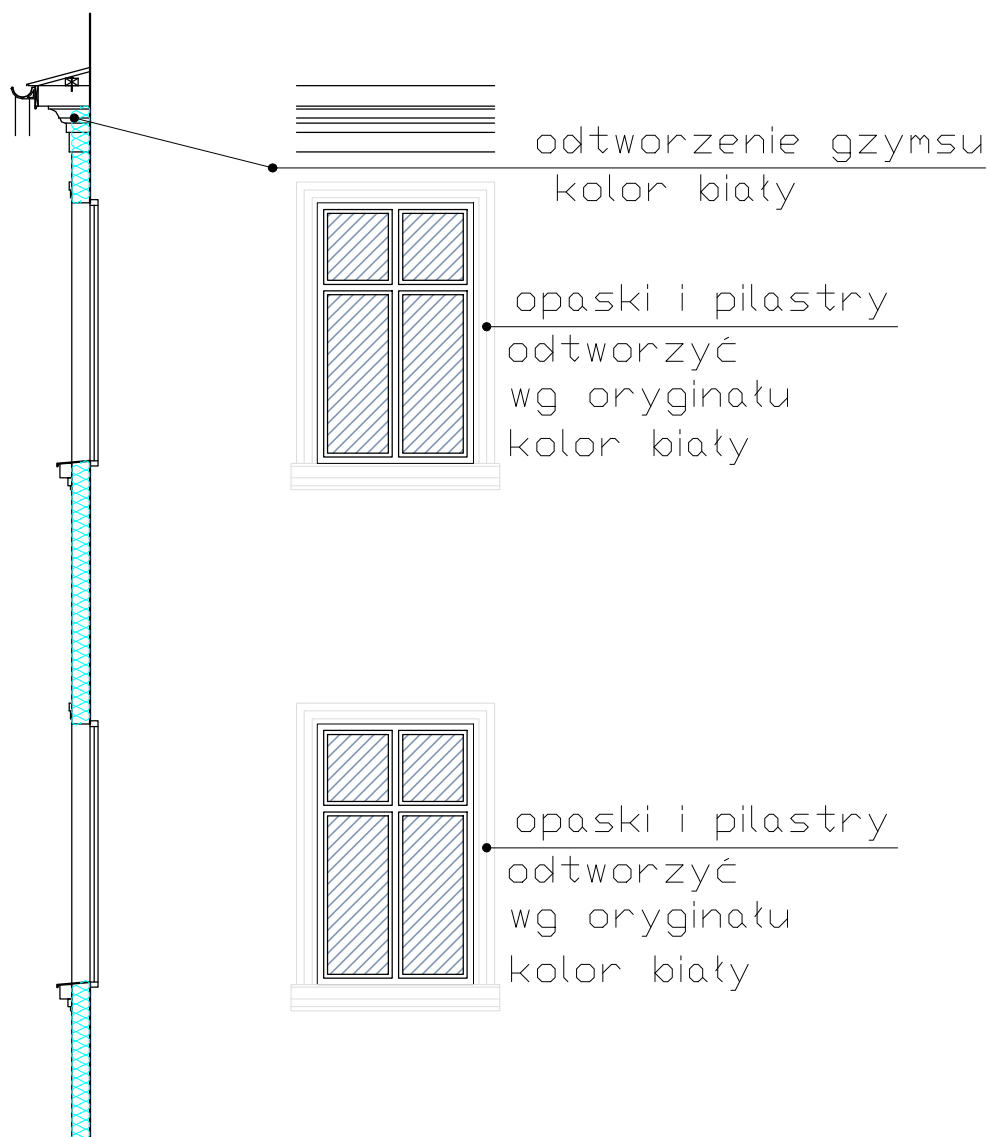 odtworzenie gzymsu
kolor biały
opaski i pilastry
odtworzyć
wg oryginału
kolor biały
opaski i pilastry
odtworzyć
wg oryginału
kolor biały